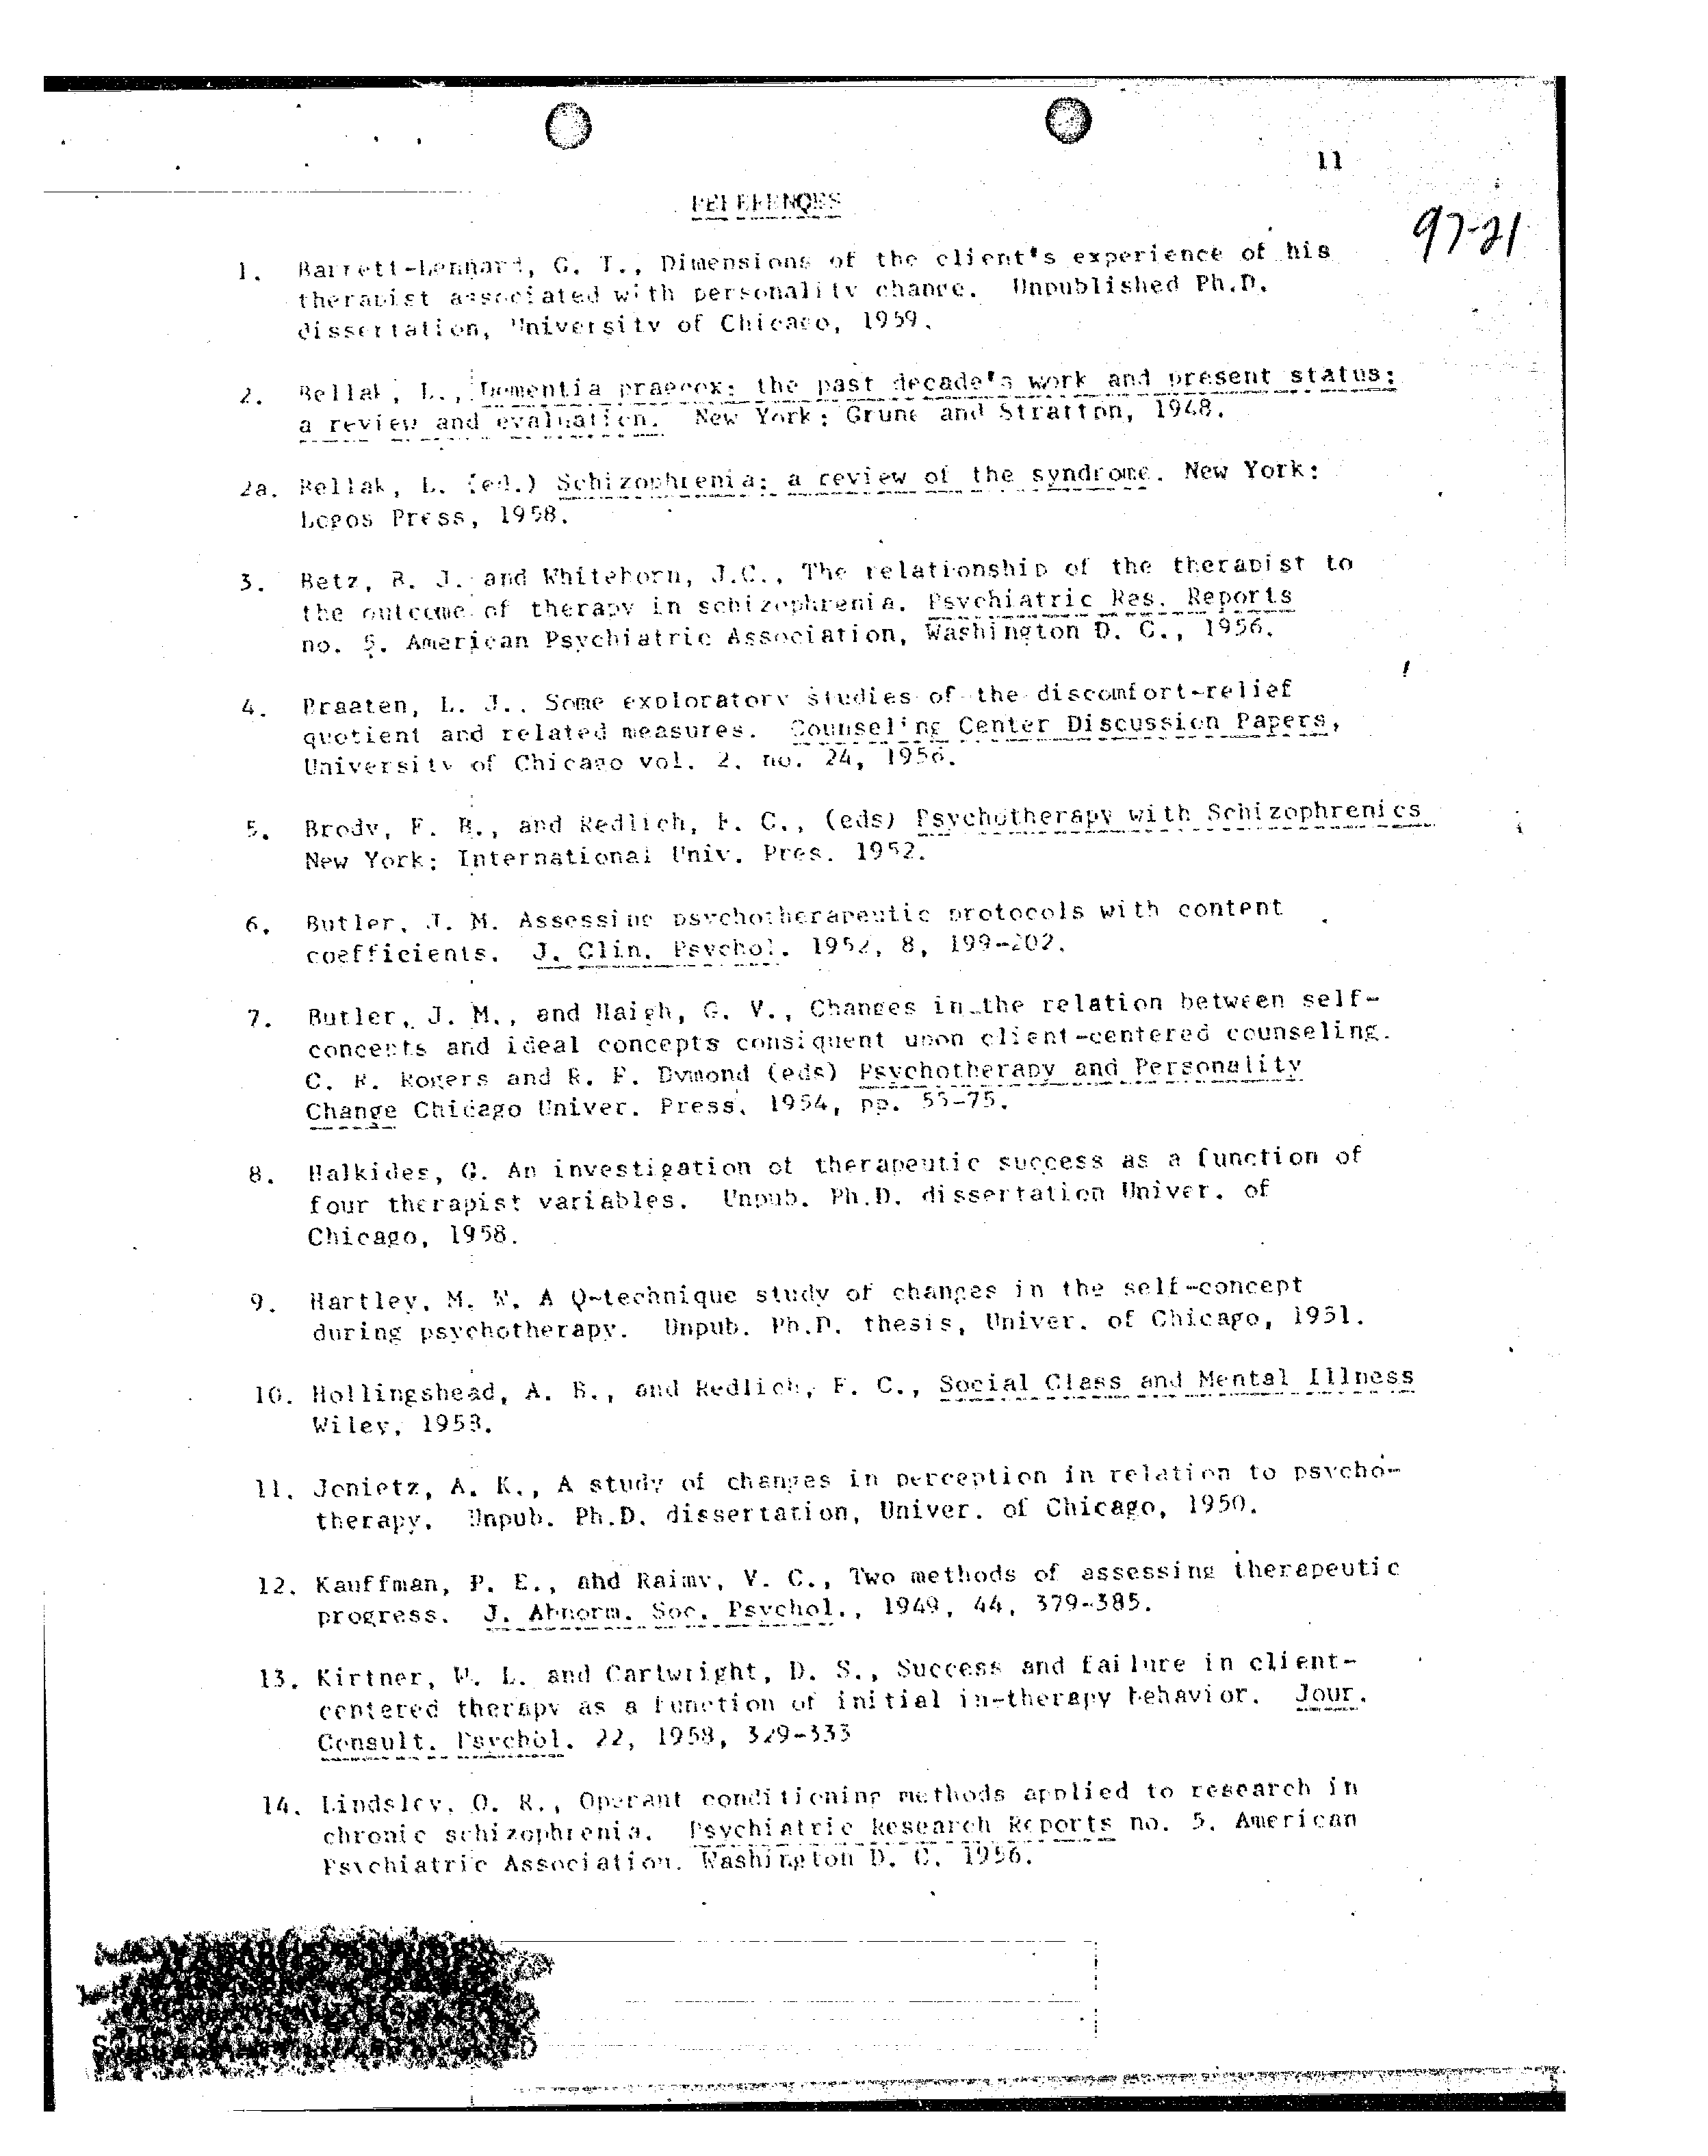 11
REFERENCES
97-21
1. Barrett-Lennard, G. T., Dimensions of the client's experience of his
therapist associated with personality change. Unpublished Ph.D.
dissertation, University of Chicago, 1959.
2. Bellak, L., Dementia praecox: the past decade's work and present status:
a review and evaluation. New York: Grune and Stratton, 1948.
2a. Bellak, L. (ed.) Schizophrenia: a review of the syndrome. New York:
Logos Press, 1958.
3. Betz, B. J. and Whitehorn, J.C., The relationship of the therapist to
the outcome of therapy in schizophrenia. Psychiatric Res. Reports
no. 5. American Psychiatric Association, Washington D. C., 1956.
4. Braaten, L. J.. Some exploratory studies of the discomfort-relief
quotient and related measures. Counseling Center Discussion Papers,
University of Chicago vol. 2. no. 24, 1956.
5. Brody, F. B., and Redlich, F. C., (eds) Psychotherapy with Schizophrenics
New York: International Univ. Pres. 1952.
6. Butler, J. M. Assessing psychotherapeutic protocols with content
coefficients. J. Clin. Psychol. 1952, 8, 199-202.
7. Butler, J. M., and Haigh, G. V., Changes in the relation between self-
concepts and ideal concepts consiquent upon client-centered counseling.
C. R. Rogers and R. F. Dymond (eds) Psychotherapy and Personality
Change Chicago Univer. Press, 1954, pp. 55-75.
8. Halkides, G. An investigation of therapeutic success as a function of
four therapist variables. Unpub. Ph.D. dissertation Univer. of
Chicago, 1958.
9. Hartley, M. W. A Q-technique study of changes in the self-concept
during psychotherapy. Unpub. Ph.D. thesis, Univer. of Chicago, 1951.
10. Hollingshead, A. B., and Redlich, F. C., Social Class and Mental Illness
Wiley, 1958.
11. Jonietz, A. K., A study of changes in perception in relation to psycho-
therapy. Unpub. Ph.D. dissertation, Univer. of Chicago, 1950.
12. Kauffman, P. E., and Raimy, V. C., Two methods of assessing therapeutic
progress. J. Abnorm. Soc. Psychol., 1949, 44, 379-385.
13. Kirtner, W. L. and Cartwright, D. S., Success and failure in client-
centered therapy as a function of initial in-therapy behavior. Jour.
Consult. Psychol. 22, 1958, 329-333
14. Lindsley, O. R., Operant conditioning methods applied to research in
chronic schizophrenia. Psychiatric Research Reports no. 5. American
Psychiatric Association. Washington D. C. 1956.